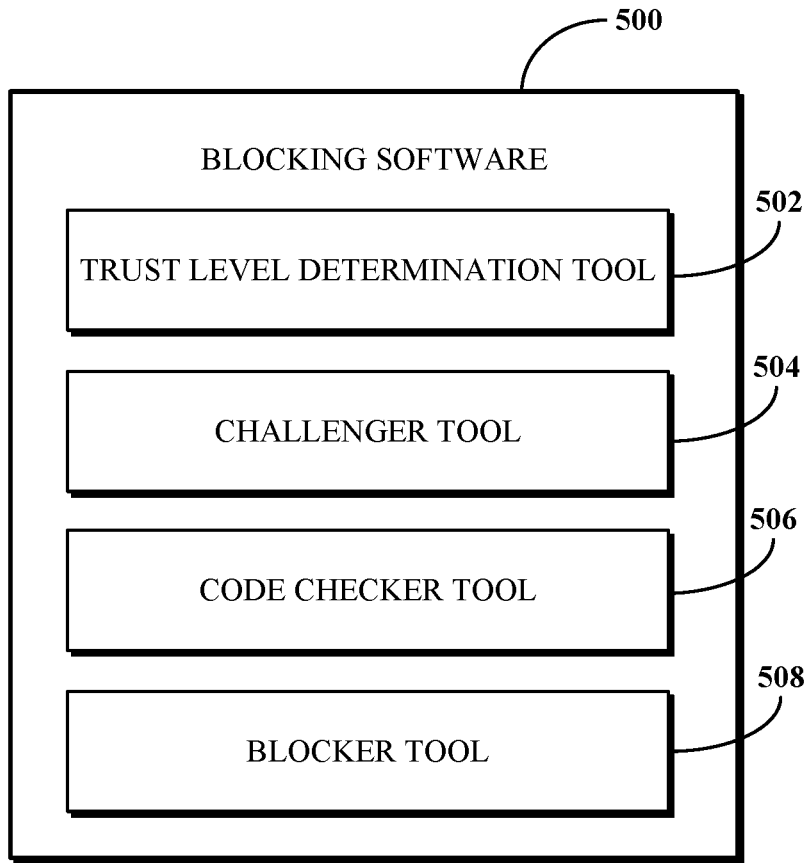 500
BLOCKING SOFTWARE
502
TRUST LEVEL DETERMINATION TOOL
504
CHALLENGER TOOL
506
CODE CHECKER TOOL
508
BLOCKER TOOL